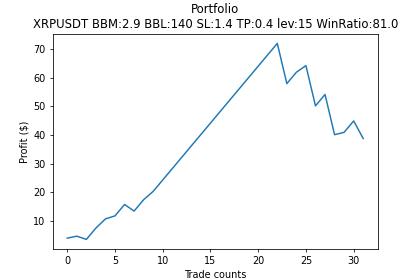 Portfolio
XRPUSDT BBM:2.9 BBL:140 SL:1.4 TP:0.4 lev:15 WinRatio:81.0
70
60
50
40
30
20
10
Profit ($)
0 5 10 15 20 25 30
Trade counts